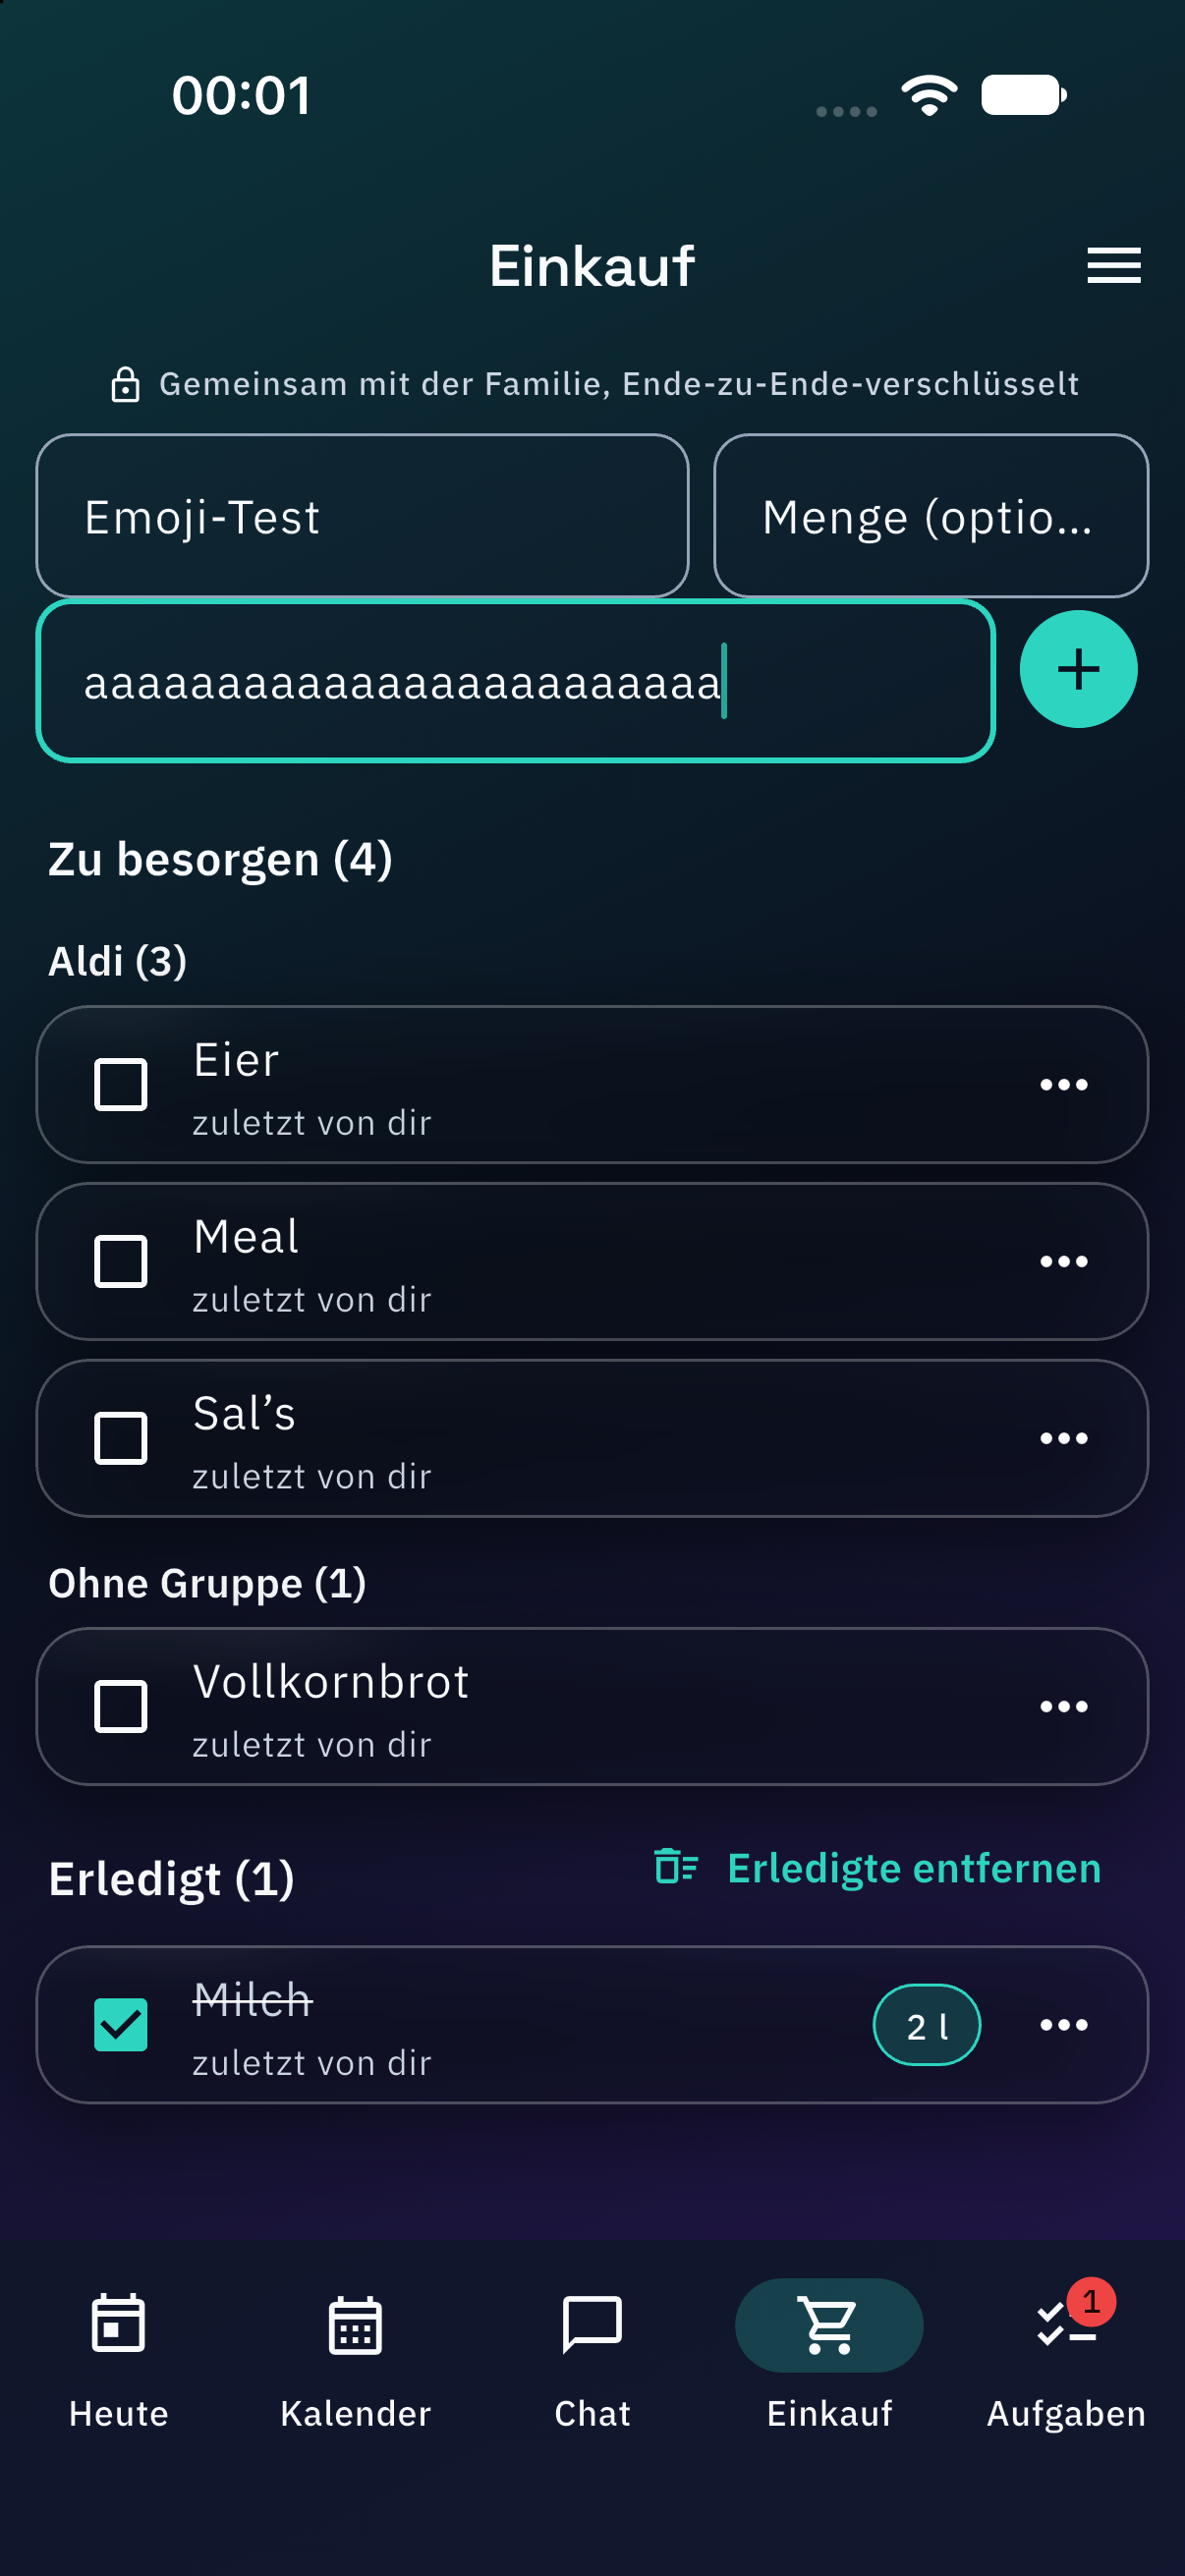 00:01
Einkauf
Gemeinsam mit der Familie, Ende-zu-Ende-verschlüsselt
Emoji-Test
Menge (optio...
aaaaaaaaaaaaaaaaaaaaaaaa
Zu besorgen (4)
Aldi (3)
Eier
zuletzt von dir
Meal
zuletzt von dir
Sal’s
zuletzt von dir
Ohne Gruppe (1)
Vollkornbrot
zuletzt von dir
Erledigt (1)
Erledigte entfernen
Milch
2 l
zuletzt von dir
1
Heute
Kalender
Chat
Einkauf
Aufgaben